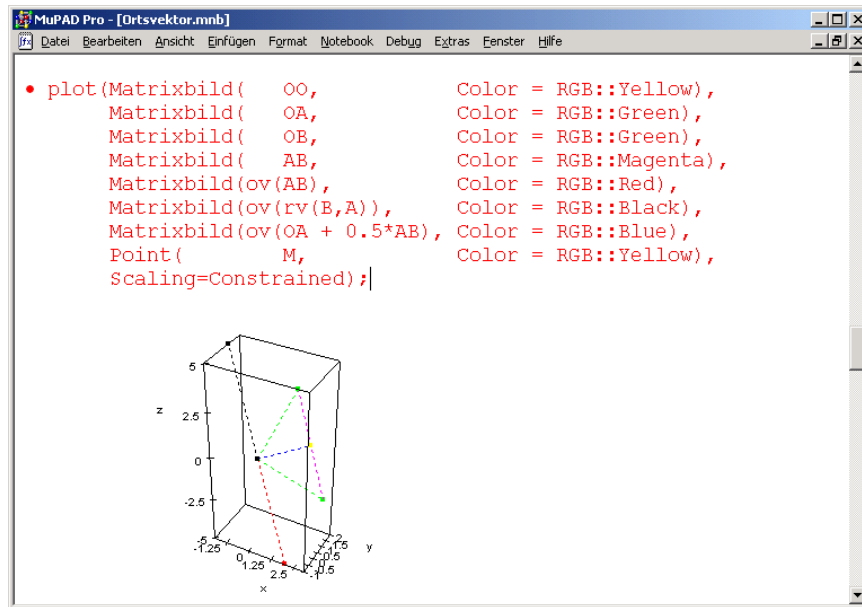 MuPAD Pro - [Ortsvektor.mnb]
Datei Bearbeiten Ansicht Einfügen Format Notebook Debug Extras Fenster Hilfe
• plot(Matrixbild( OO, Color = RGB::Yellow),
Matrixbild( OA, Color = RGB::Green),
Matrixbild( OB, Color = RGB::Green),
Matrixbild( AB, Color = RGB::Magenta),
Matrixbild(ov(AB), Color = RGB::Red),
Matrixbild(ov(rv(B,A)), Color = RGB::Black),
Matrixbild(ov(OA + 0.5*AB), Color = RGB::Blue),
Point( M, Color = RGB::Yellow),
Scaling=Constrained);
5
z 2.5
0
-2.5
-5
-1.25 0 1.25 2.5
x
-1 0.5 2
y